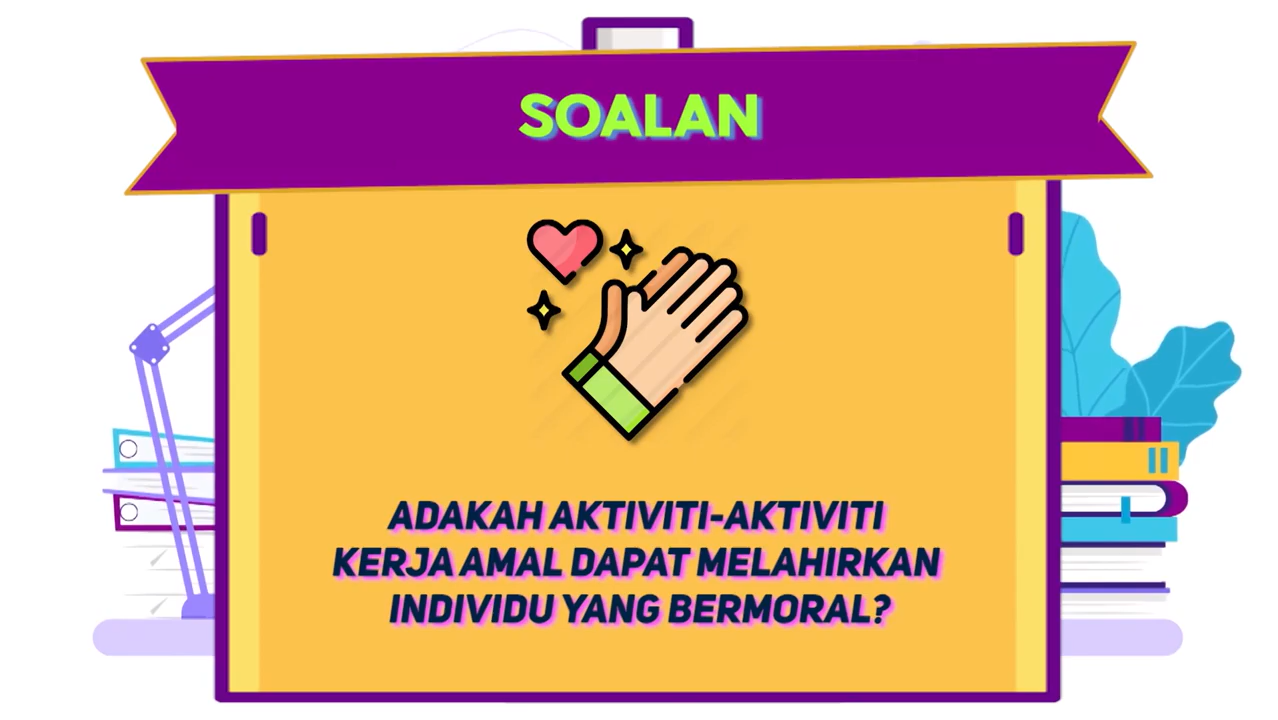 SOALAN
ADAKAH AKTIVITI-AKTIVITI
KERJA AMAL DAPAT MELAHIRKAN
INDIVIDU YANG BERMORAL?